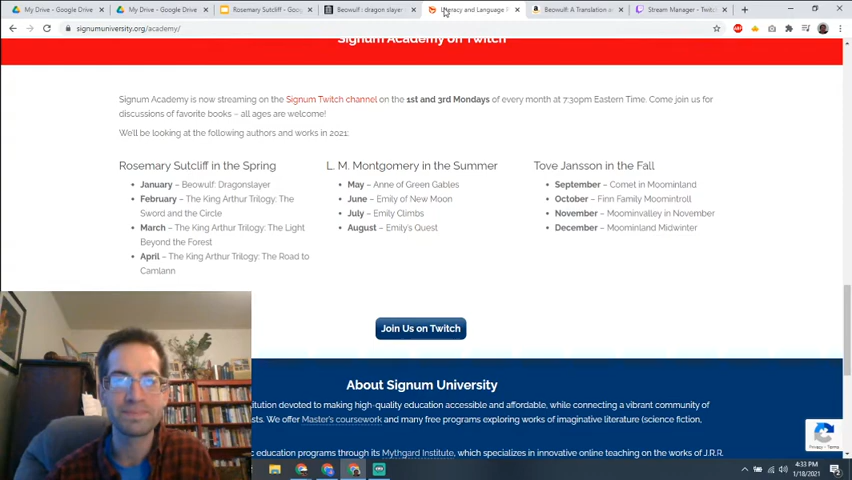 My Drive - Google Drive
My Drive - Google Drive
Rosemary Sutcliff - Goo
Beowulf : dragon slayer
Literacy and Language P
Beowulf: A Translation a
Stream Manager - Twitc
signumuniversity.org/academy/
Signum Academy on Twitch
Signum Academy is now streaming on the Signum Twitch channel on the 1st and 3rd Mondays of every month at 7:30pm Eastern Time. Come join us for
discussions of favorite books – all ages are welcome!
We'll be looking at the following authors and works in 2021:
Rosemary Sutcliff in the Spring
January – Beowulf: Dragonslayer
February – The King Arthur Trilogy: The
Sword and the Circle
March – The King Arthur Trilogy: The Light
Beyond the Forest
April – The King Arthur Trilogy: The Road to
Camlann
L. M. Montgomery in the Summer
May – Anne of Green Gables
June – Emily of New Moon
July – Emily Climbs
August – Emily's Quest
Tove Jansson in the Fall
September – Comet in Moominland
October – Finn Family Moomintroll
November – Moominvalley in November
December – Moominland Midwinter
Join Us on Twitch
About Signum University
titution devoted to making high-quality education accessible and affordable, while connecting a vibrant community of
sts. We offer Master's coursework and many free programs exploring works of imaginative literature (science fiction,
c education programs through its Mythgard Institute, which specializes in innovative online teaching on the works of J.R.R.
Privacy - Terms
4:33 PM
1/18/2021